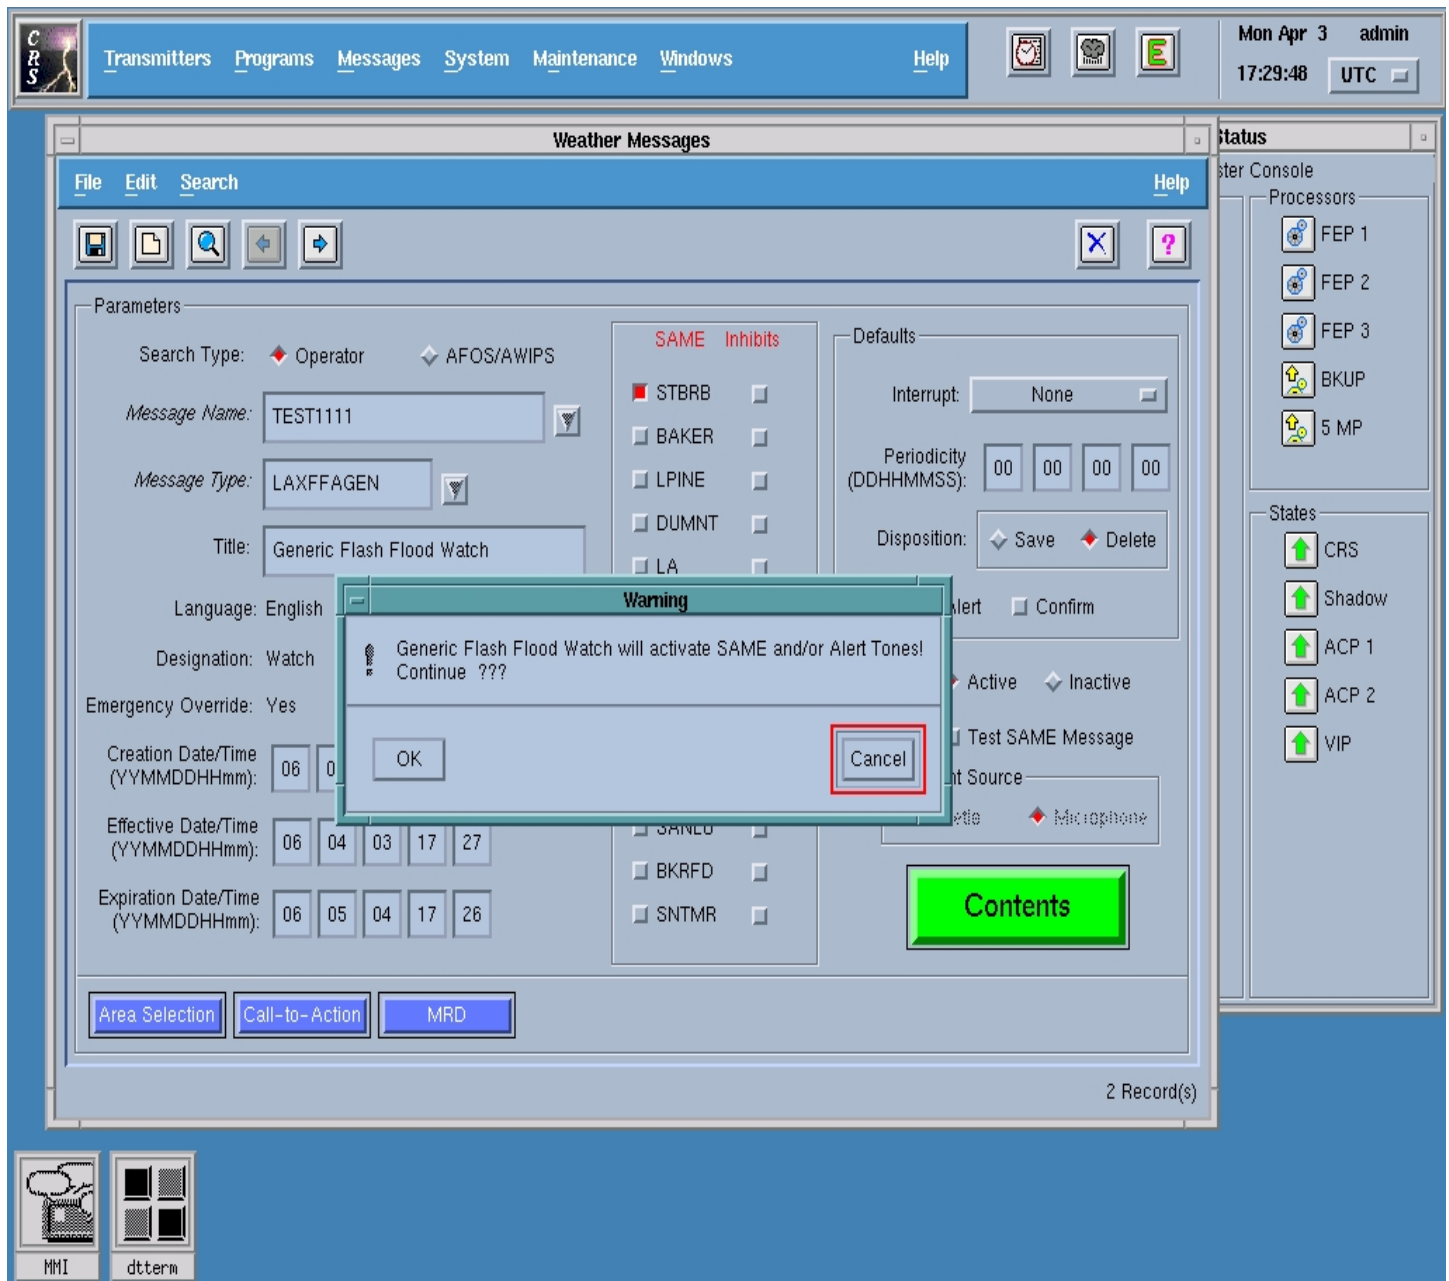 CRS
Transmitters Programs Messages System Maintenance Windows Help
E
Mon Apr 3 admin
17:29:48 UTC
Weather Messages
File Edit Search Help
?
Parameters
Search Type: Operator AFOS/AWIPS
Message Name: TEST1111
Message Type: LAXFFAGEN
Title: Generic Flash Flood Watch
Language: English
Designation: Watch
Emergency Override: Yes
Creation Date/Time
(YYMMDDHHmm): 06
Effective Date/Time
(YYMMDDHHmm): 06 04 03 17 27
Expiration Date/Time
(YYMMDDHHmm): 06 05 04 17 26
SAME Inhibits
STBRB
BAKER
LPINE
DUMNT
LA
BKRFD
SNTMR
Defaults
Interrupt: None
Periodicity
(DDHHMMSS): 00 00 00 00
Disposition: Save Delete
Confirm
Active Inactive
Test SAME Message
Source
Microphone
Contents
Warning
Generic Flash Flood Watch will activate SAME and/or Alert Tones!
Continue ???
OK Cancel
Area Selection Call-to-Action MRD
2 Record(s)
Status
Console
Processors
FEP 1
FEP 2
FEP 3
BKUP
5 MP
States
CRS
Shadow
ACP 1
ACP 2
VIP
MMI
dtterm